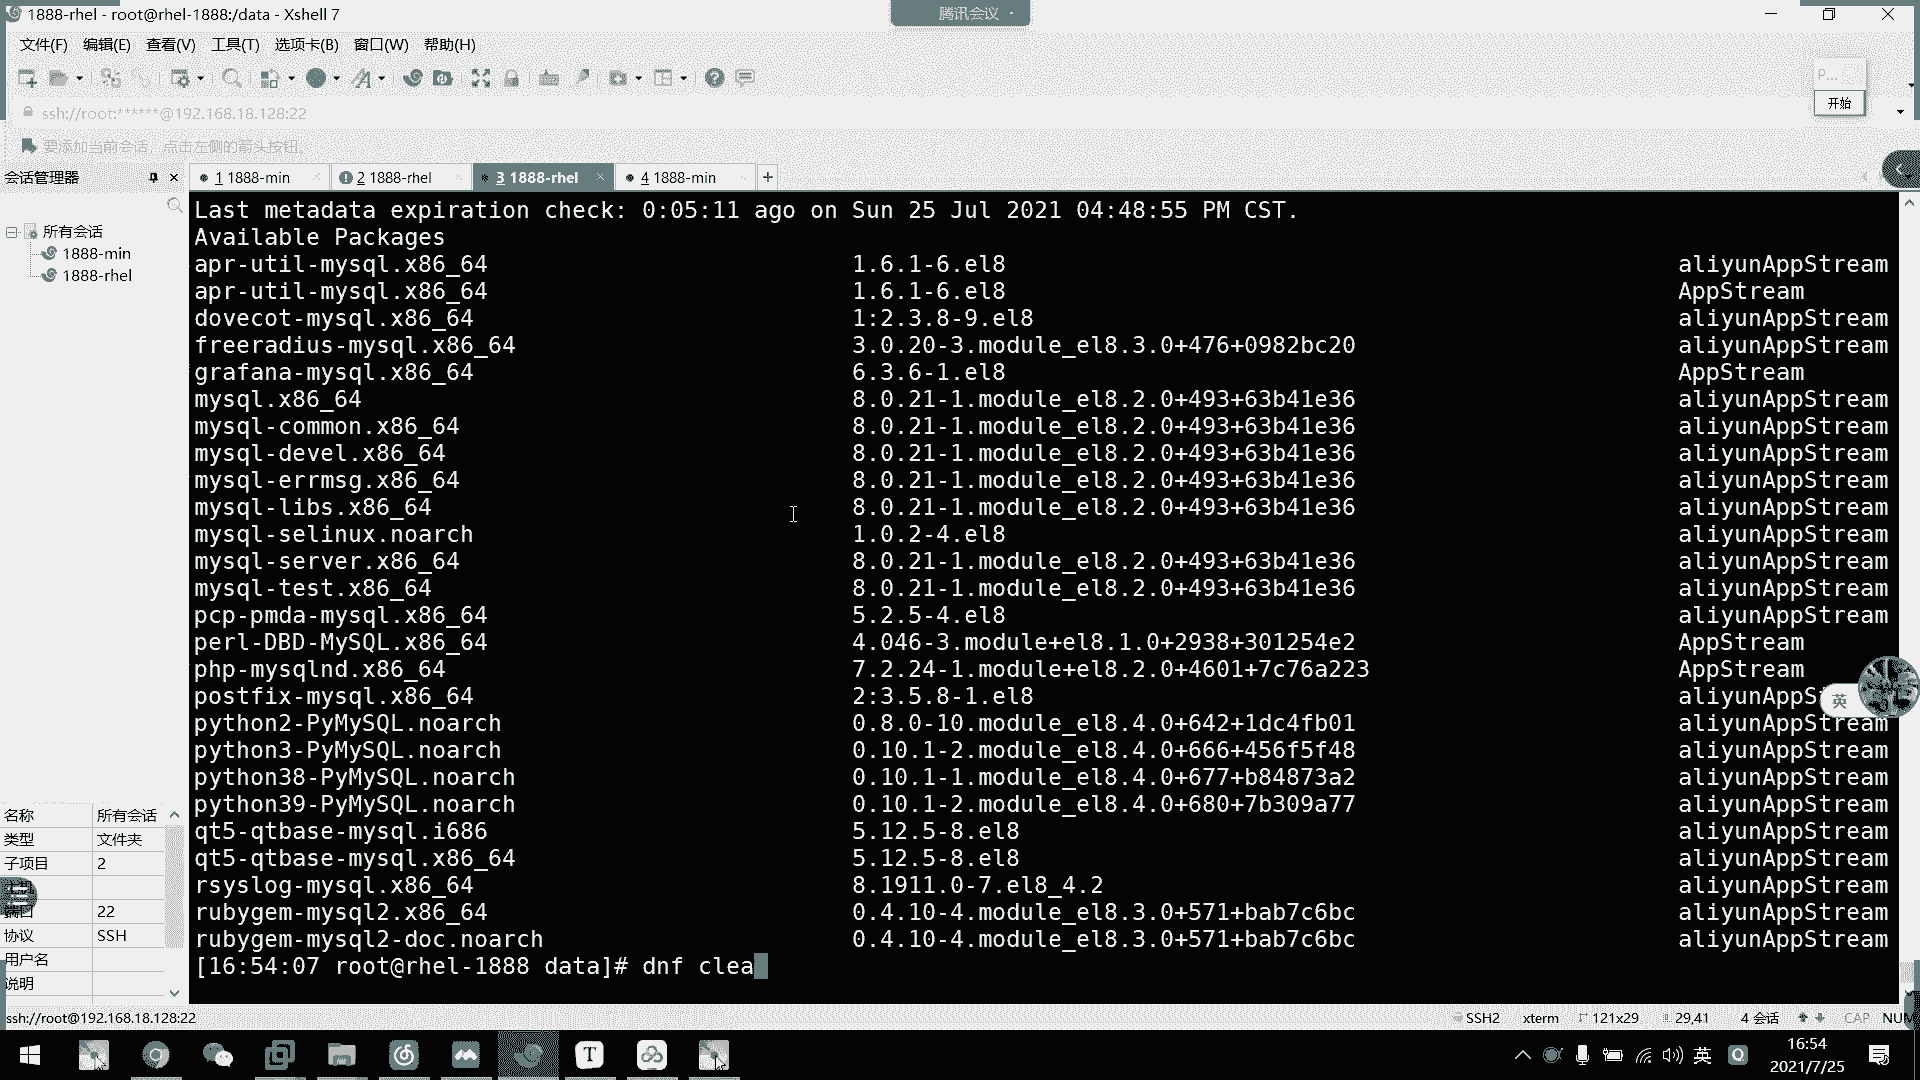 1888-rhel - root@rhel-1888:/data - Xshell 7
腾讯会议
文件(F) 编辑(E) 查看(V) 工具(T) 选项卡(B) 窗口(W) 帮助(H)
P...
开始
ssh://root:******@192.168.18.128:22
要添加当前会话，点击左侧的箭头按钮。
会话管理器
1 1888-min 2 1888-rhel 3 1888-rhel 4 1888-min
所有会话
1888-min
1888-rhel
Last metadata expiration check: 0:05:11 ago on Sun 25 Jul 2021 04:48:55 PM CST.
Available Packages
apr-util-mysql.x86_64 1.6.1-6.el8 aliyunAppStream
apr-util-mysql.x86_64 1.6.1-6.el8 AppStream
dovecot-mysql.x86_64 1:2.3.8-9.el8 aliyunAppStream
freeradius-mysql.x86_64 3.0.20-3.module_el8.3.0+476+0982bc20 aliyunAppStream
grafana-mysql.x86_64 6.3.6-1.el8 AppStream
mysql.x86_64 8.0.21-1.module_el8.2.0+493+63b41e36 aliyunAppStream
mysql-common.x86_64 8.0.21-1.module_el8.2.0+493+63b41e36 aliyunAppStream
mysql-devel.x86_64 8.0.21-1.module_el8.2.0+493+63b41e36 aliyunAppStream
mysql-errmsg.x86_64 8.0.21-1.module_el8.2.0+493+63b41e36 aliyunAppStream
mysql-libs.x86_64 8.0.21-1.module_el8.2.0+493+63b41e36 aliyunAppStream
mysql-selinux.noarch 1.0.2-4.el8 aliyunAppStream
mysql-server.x86_64 8.0.21-1.module_el8.2.0+493+63b41e36 aliyunAppStream
mysql-test.x86_64 8.0.21-1.module_el8.2.0+493+63b41e36 aliyunAppStream
pcp-pmda-mysql.x86_64 5.2.5-4.el8 aliyunAppStream
perl-DBD-MySQL.x86_64 4.046-3.module+el8.1.0+2938+301254e2 AppStream
php-mysqlnd.x86_64 7.2.24-1.module+el8.2.0+4601+7c76a223 AppStream
postfix-mysql.x86_64 2:3.5.8-1.el8 aliyunAppSt
英
python2-PyMySQL.noarch 0.8.0-10.module_el8.4.0+642+1dc4fb01 aliyunAppStream
python3-PyMySQL.noarch 0.10.1-2.module_el8.4.0+666+456f5f48 aliyunAppStream
python38-PyMySQL.noarch 0.10.1-1.module_el8.4.0+677+b84873a2 aliyunAppStream
python39-PyMySQL.noarch 0.10.1-2.module_el8.4.0+680+7b309a77 aliyunAppStream
qt5-qtbase-mysql.i686 5.12.5-8.el8 aliyunAppStream
qt5-qtbase-mysql.x86_64 5.12.5-8.el8 aliyunAppStream
rsyslog-mysql.x86_64 8.1911.0-7.el8_4.2 aliyunAppStream
rubygem-mysql2.x86_64 0.4.10-4.module_el8.3.0+571+bab7c6bc aliyunAppStream
rubygem-mysql2-doc.noarch 0.4.10-4.module_el8.3.0+571+bab7c6bc aliyunAppStream
[16:54:07 root@rhel-1888 data]# dnf clea
名称 所有会话
类型 文件夹
子项目 2
端口 22
协议 SSH
用户名
说明
ssh://root@192.168.18.128:22 SSH2 xterm 121x29 29,41 4 会话 CAP NUM
英 16:54
2021/7/25